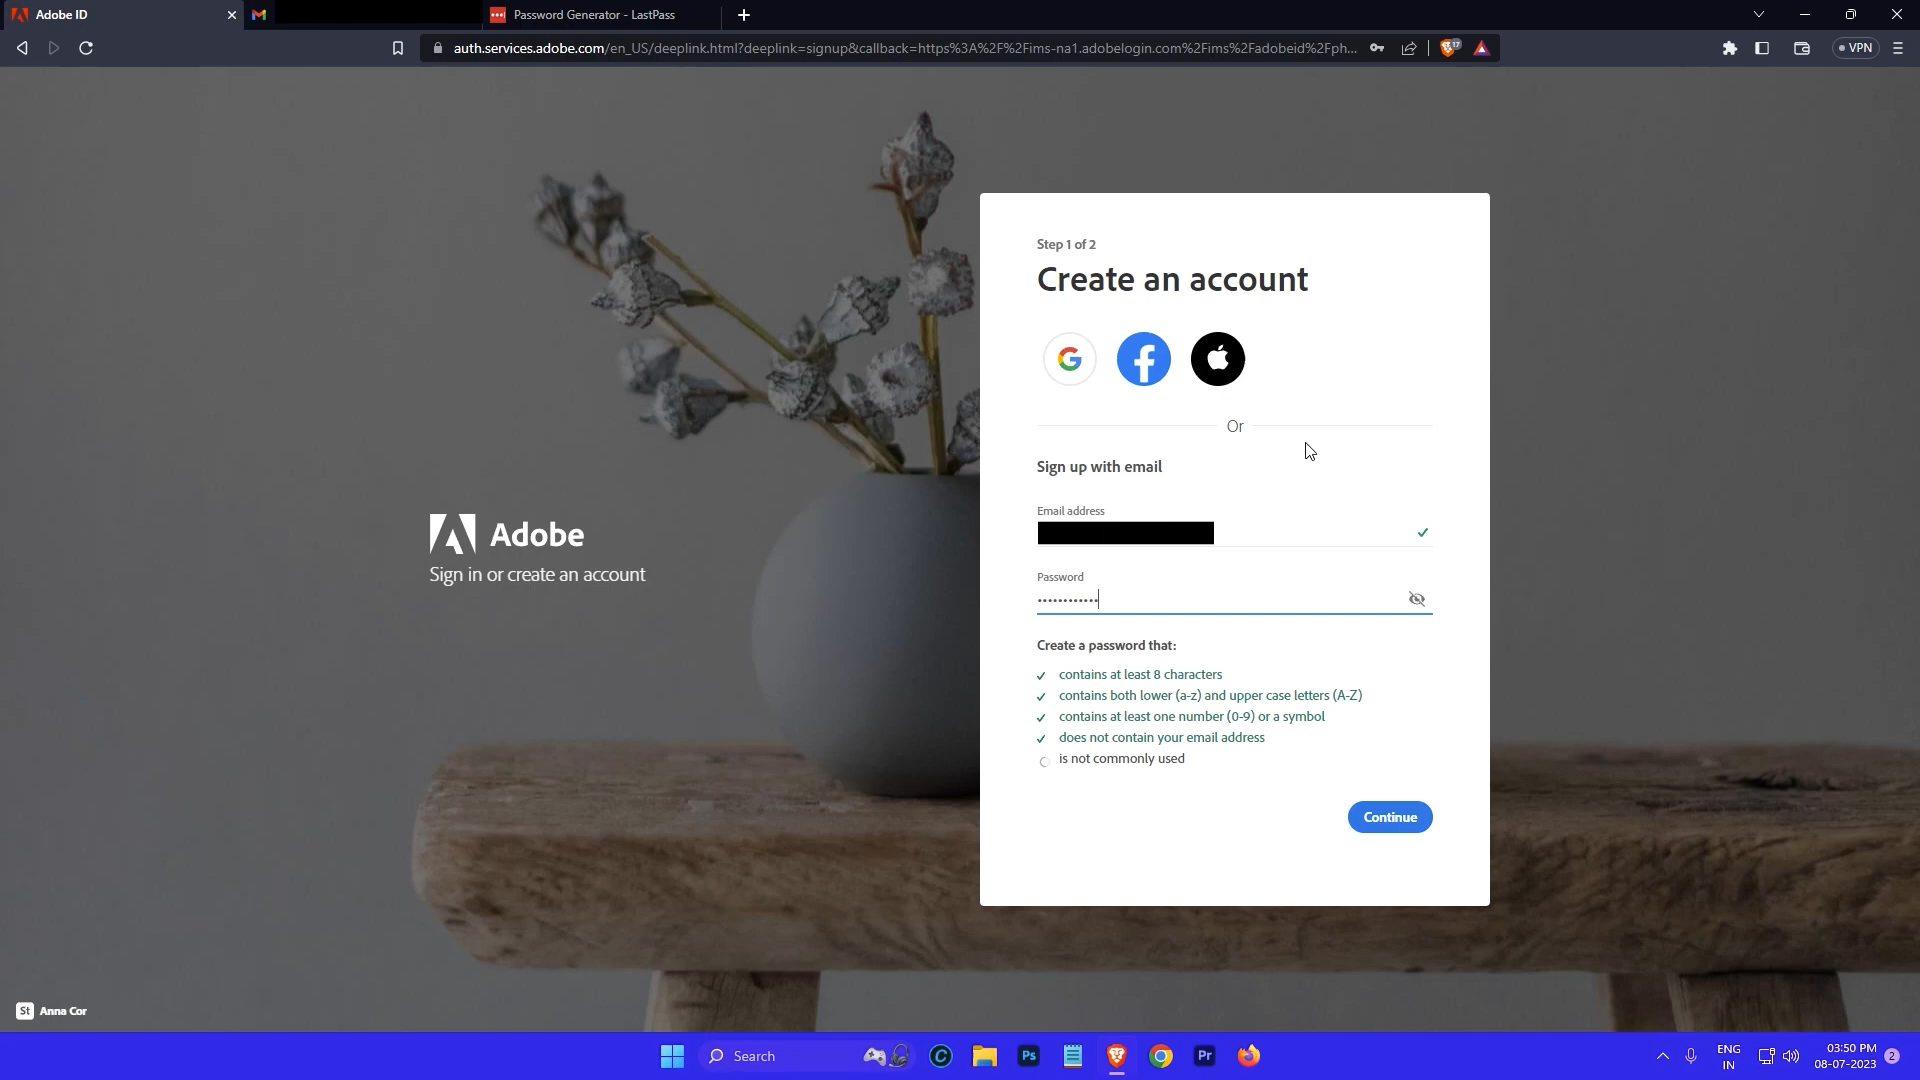 Adobe ID
Password Generator - LastPass
auth.services.adobe.com/en_US/deeplink.html?deeplink=signup&callback=https%3A%2F%2Fims-na1.adobelogin.com%2Fims%2Fadobeid%2Fph...
17
VPN
Step 1 of 2
Create an account
G
f
Or
Sign up with email
Email address
Password
Create a password that:
contains at least 8 characters
contains both lower (a-z) and upper case letters (A-Z)
contains at least one number (0-9) or a symbol
does not contain your email address
is not commonly used
Continue
Adobe
Sign in or create an account
St Anna Cor
Search
C
Ps
Pr
ENG
IN
03:50 PM
08-07-2023
2